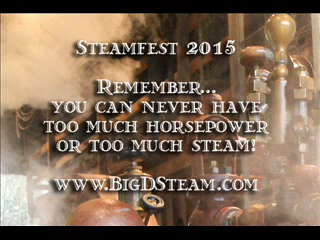 Steamfest 2015
Remember...
you can never have
too much horsepower
or too much steam!
www.BigDSteam.com